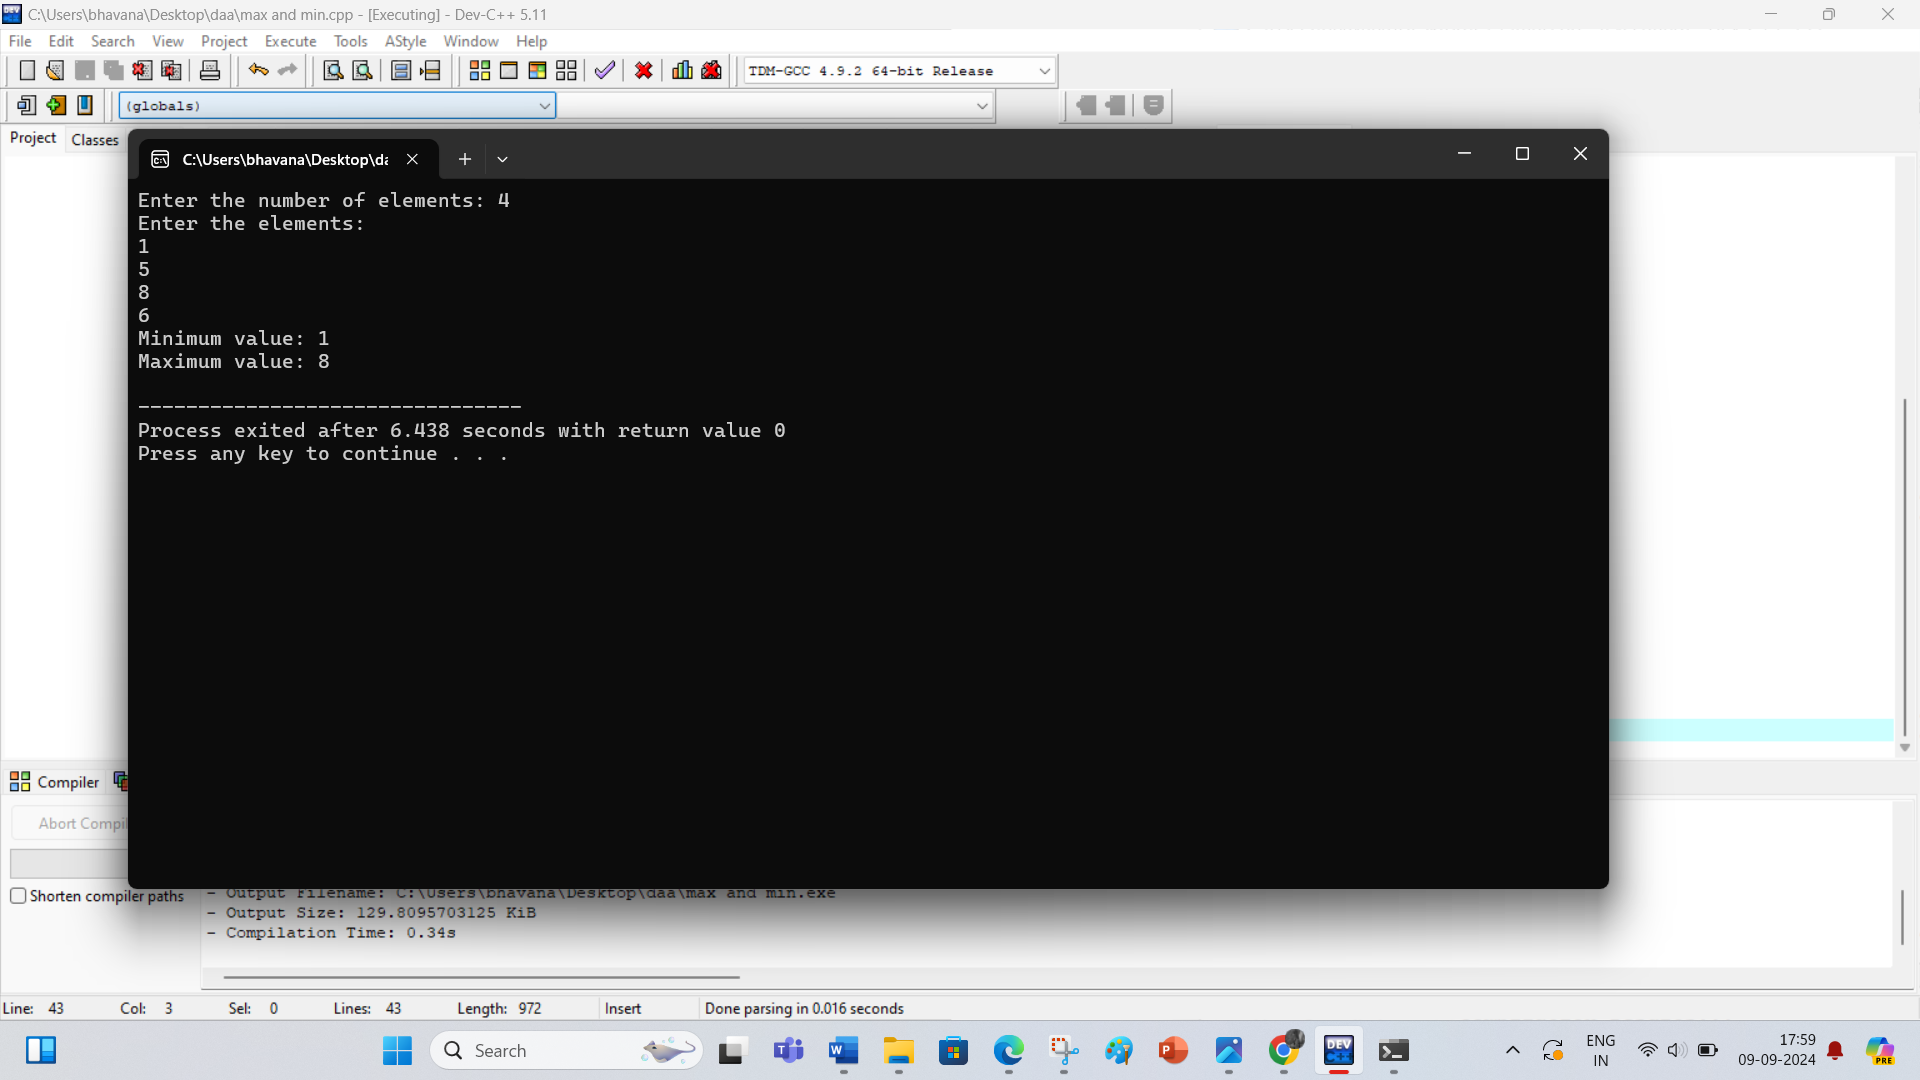 C:\Users\bhavana\Desktop\daa\max and min.cpp - [Executing] - Dev-C++ 5.11
File Edit Search View Project Execute Tools AStyle Window Help
TDM-GCC 4.9.2 64-bit Release
(globals)
Project Classes
C:\Users\bhavana\Desktop\da
Enter the number of elements: 4
Enter the elements:
1
5
8
6
Minimum value: 1
Maximum value: 8
--------------------------------
Process exited after 6.438 seconds with return value 0
Press any key to continue . . .
Compiler
Abort Compil
Shorten compiler paths
- Output Filename: C:\Users\bhavana\Desktop\daa\max and min.exe
- Output Size: 129.8095703125 KiB
- Compilation Time: 0.34s
Line: 43 Col: 3 Sel: 0 Lines: 43 Length: 972 Insert Done parsing in 0.016 seconds
Search
ENG
IN
17:59
09-09-2024
PRE
DEV
C++